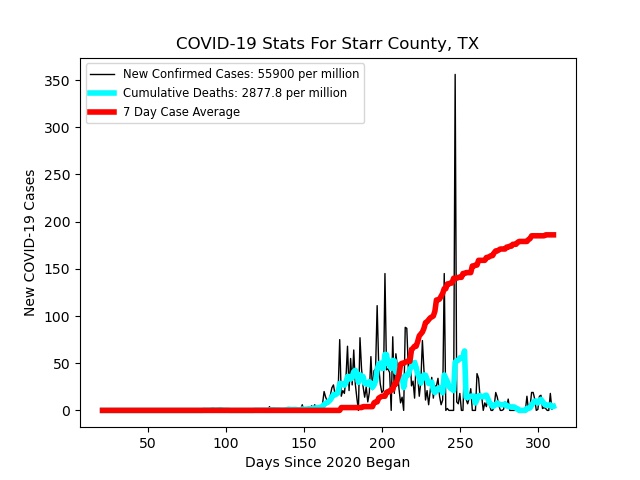 COVID-19 Stats For Starr County, TX
New Confirmed Cases: 55900 per million
Cumulative Deaths: 2877.8 per million
7 Day Case Average
350
300
250
200
150
100
50
0
New COVID-19 Cases
50 100 150 200 250 300
Days Since 2020 Began